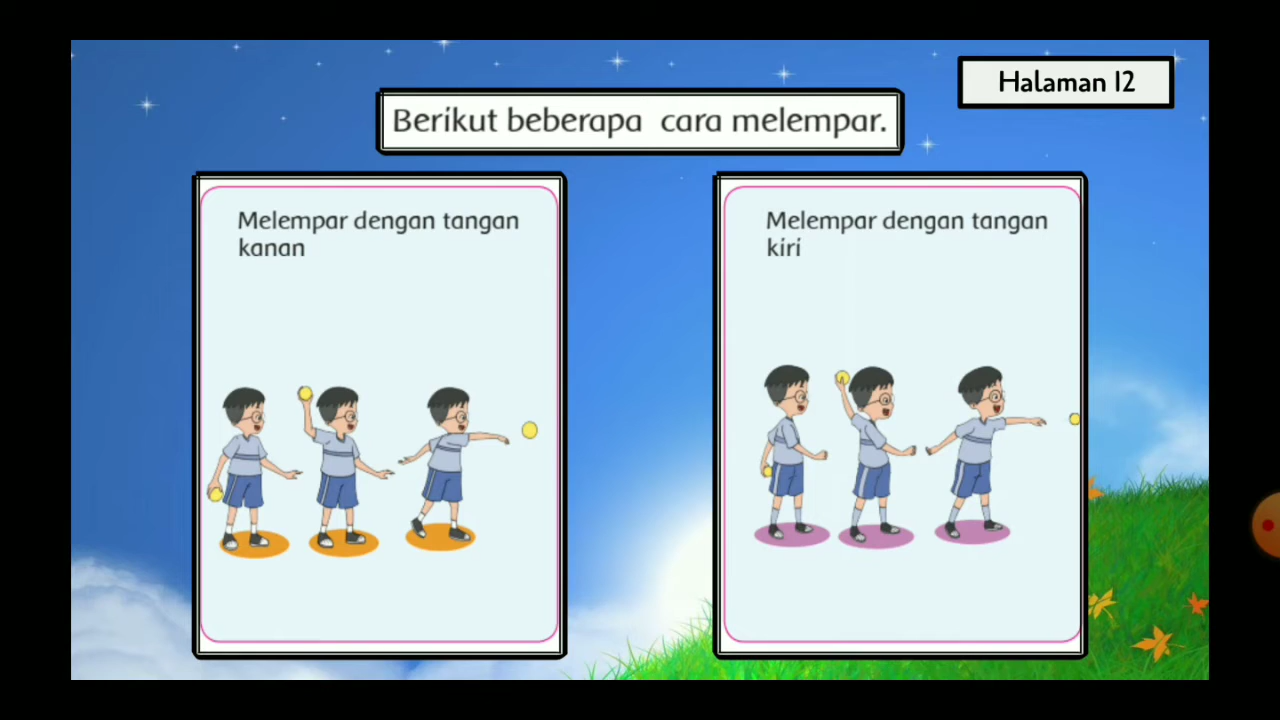 Halaman 12
Berikut beberapa cara melempar.
Melempar dengan tangan
kanan
Melempar dengan tangan
kiri